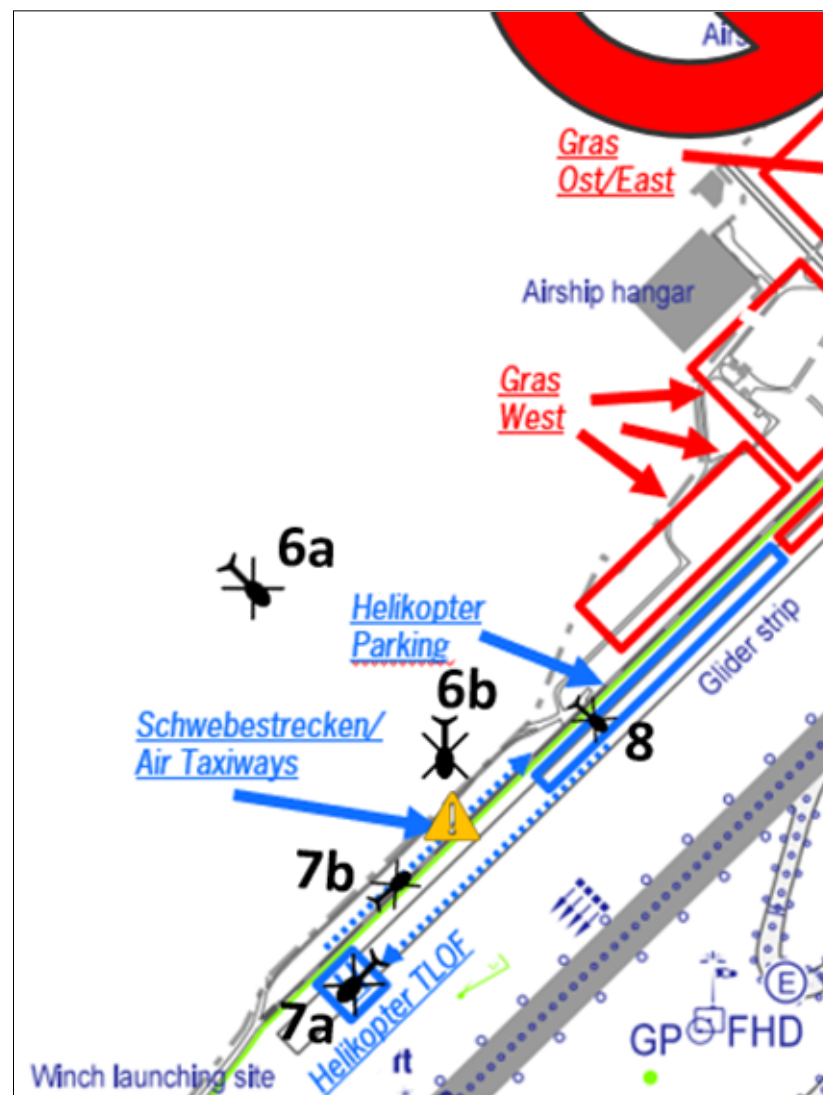 Airs
Gras
Ost/East
Airship hangar
Gras
West
6a
Helikopter
Parking
Glider strip
6b
Schwebestrecken/
Air Taxiways
8
7b
7a
Helikopter TLOF
E
GP
FHD
rt
Winch launching site